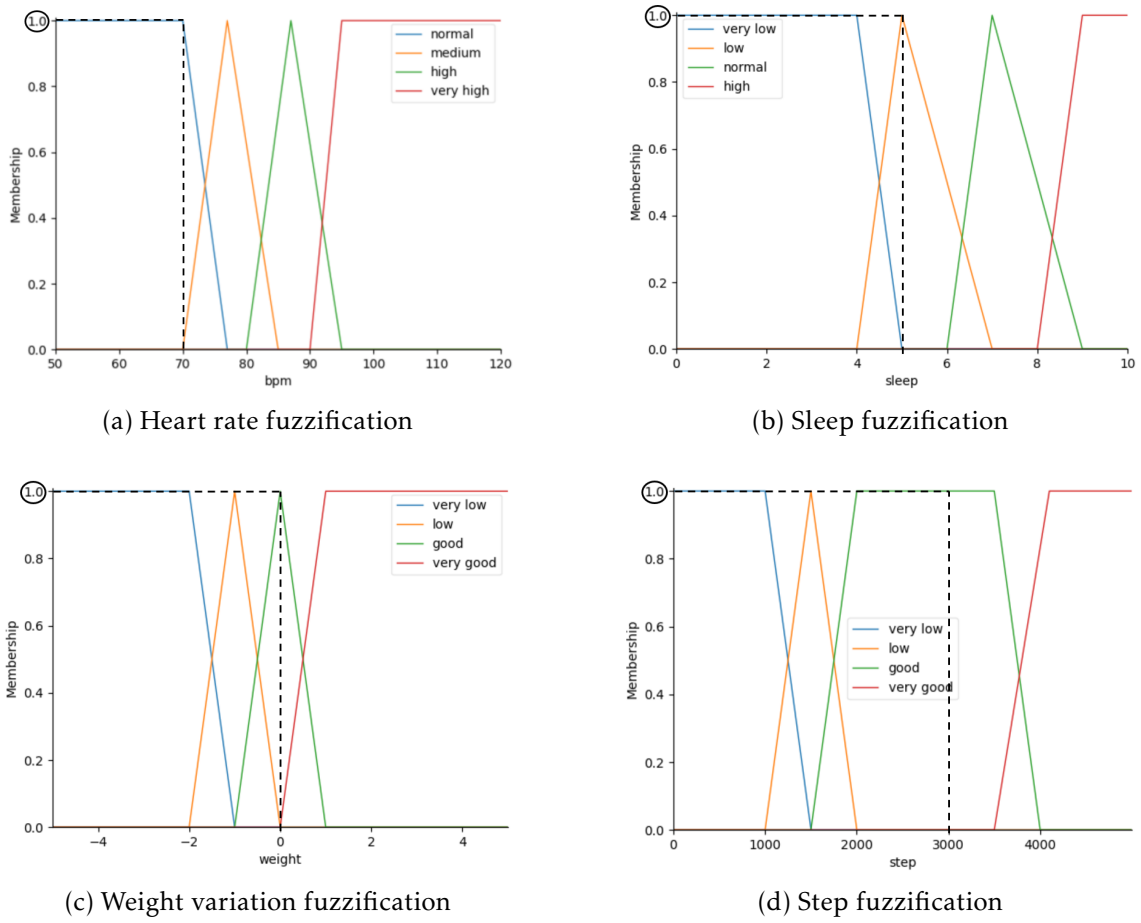 1.0
0.8
0.6
0.4
0.2
0.0
Membership
50 60 70 80 90 100 110 120
bpm
normal
medium
high
very high
(a) Heart rate fuzzification
1.0
0.8
0.6
0.4
0.2
0.0
Membership
0 2 4 6 8 10
sleep
very low
low
normal
high
(b) Sleep fuzzification
1.0
0.8
0.6
0.4
0.2
0.0
Membership
−4 −2 0 2 4
weight
very low
low
good
very good
(c) Weight variation fuzzification
1.0
0.8
0.6
0.4
0.2
0.0
Membership
0 1000 2000 3000 4000
step
very low
low
good
very good
(d) Step fuzzification